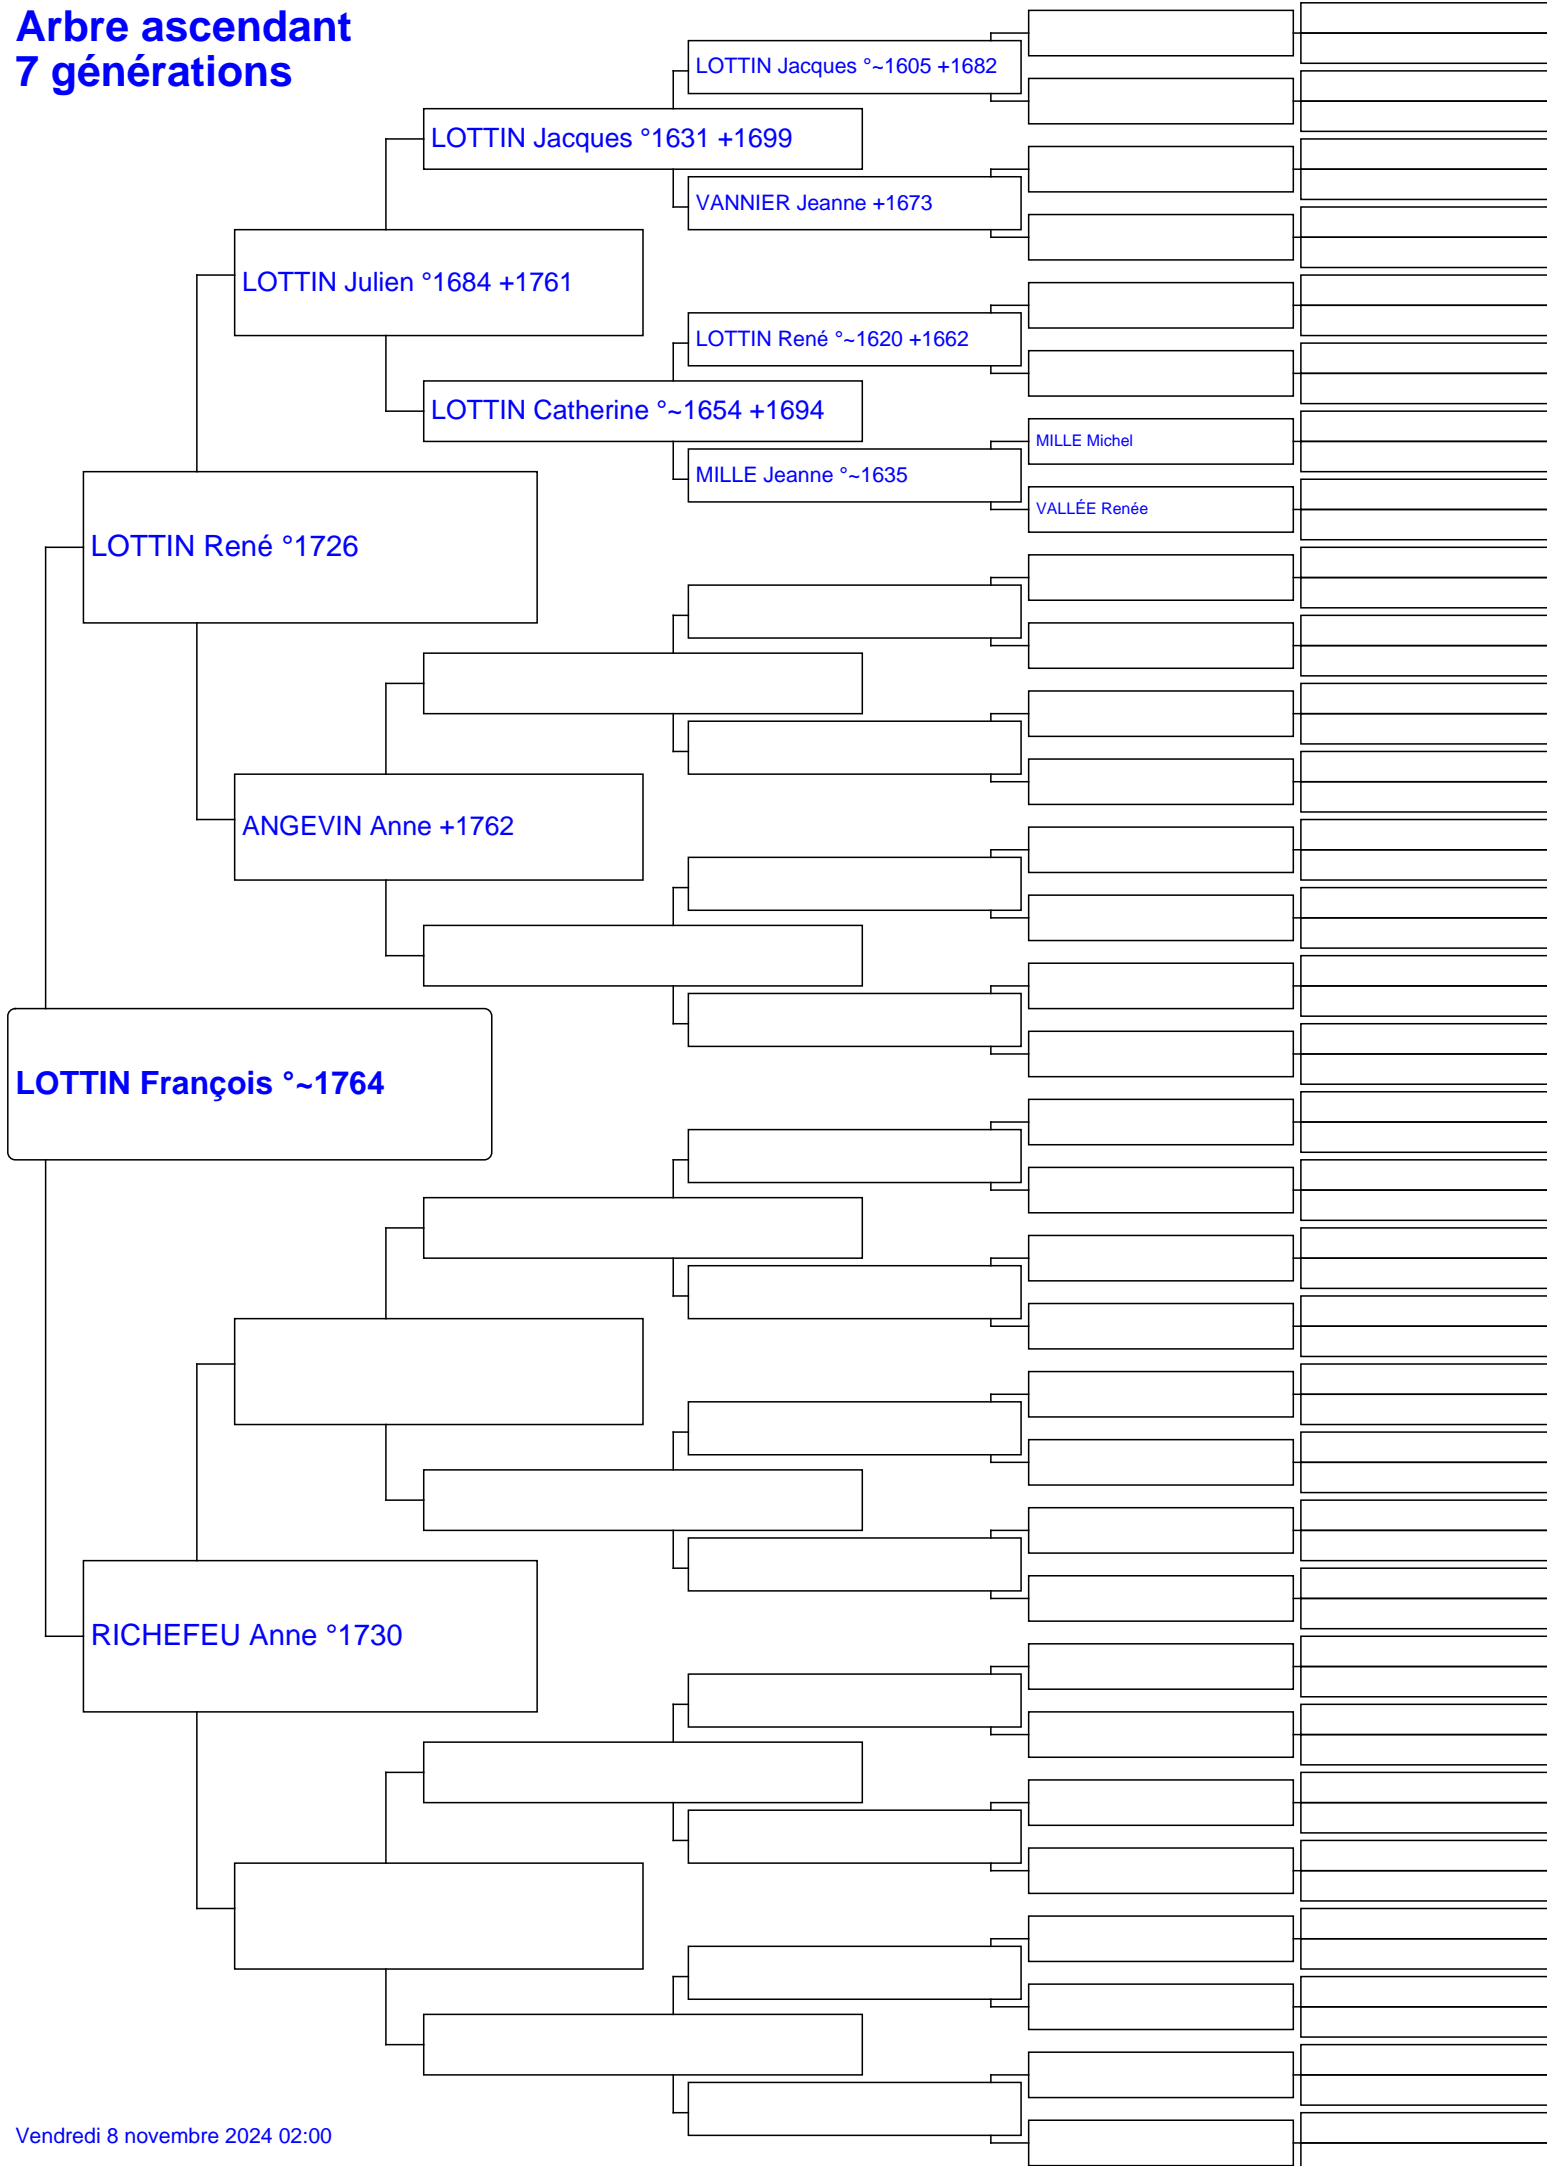 Arbre ascendant
7 générations
LOTTIN Jacques °~1605 +1682
LOTTIN Jacques °1631 +1699
VANNIER Jeanne +1673
LOTTIN Julien °1684 +1761
LOTTIN René °~1620 +1662
LOTTIN Catherine °~1654 +1694
MILLE Michel
MILLE Jeanne °~1635
VALLÉE Renée
LOTTIN René °1726
ANGEVIN Anne +1762
LOTTIN François °~1764
RICHEFEU Anne °1730
Vendredi 8 novembre 2024 02:00